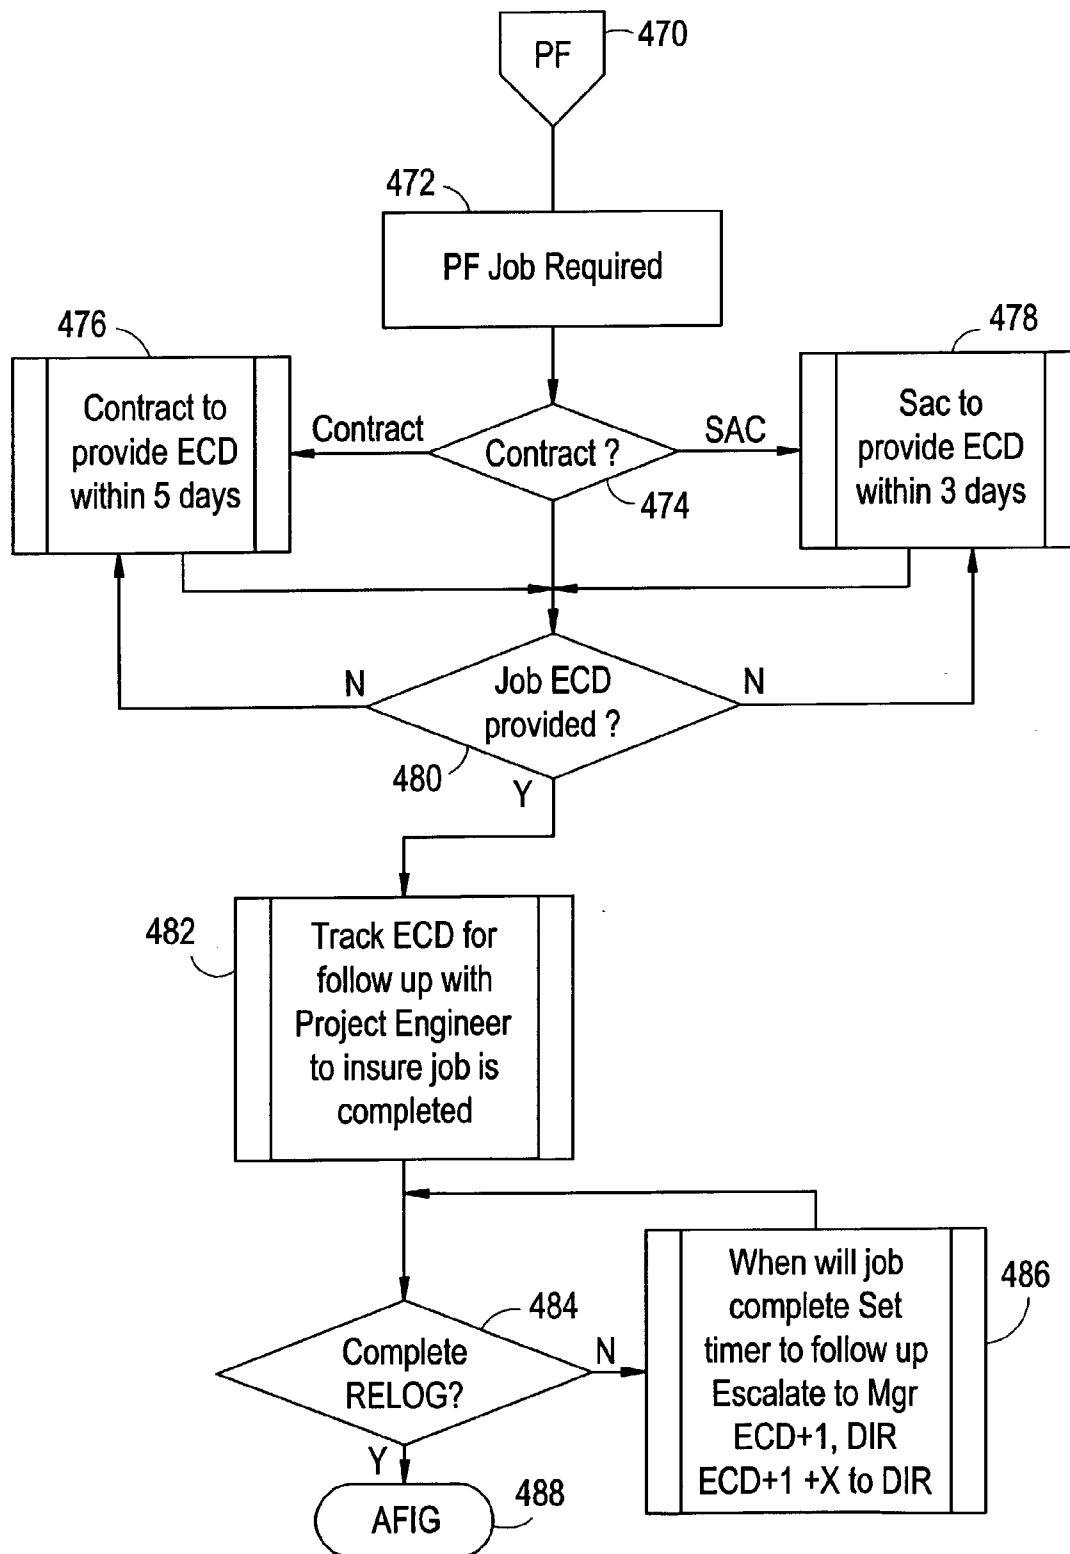 PF
470
472
PF Job Required
476
478
Contract to
provide ECD
within 5 days
Contract
Contract ?
SAC
474
Sac to
provide ECD
within 3 days
N
Job ECD
provided ?
N
480
Y
482
Track ECD for
follow up with
Project Engineer
to insure job is
completed
484
Complete
RELOG?
N
When will job
complete Set
timer to follow up
Escalate to Mgr
ECD+1, DIR
ECD+1 +X to DIR
486
Y
AFIG
488